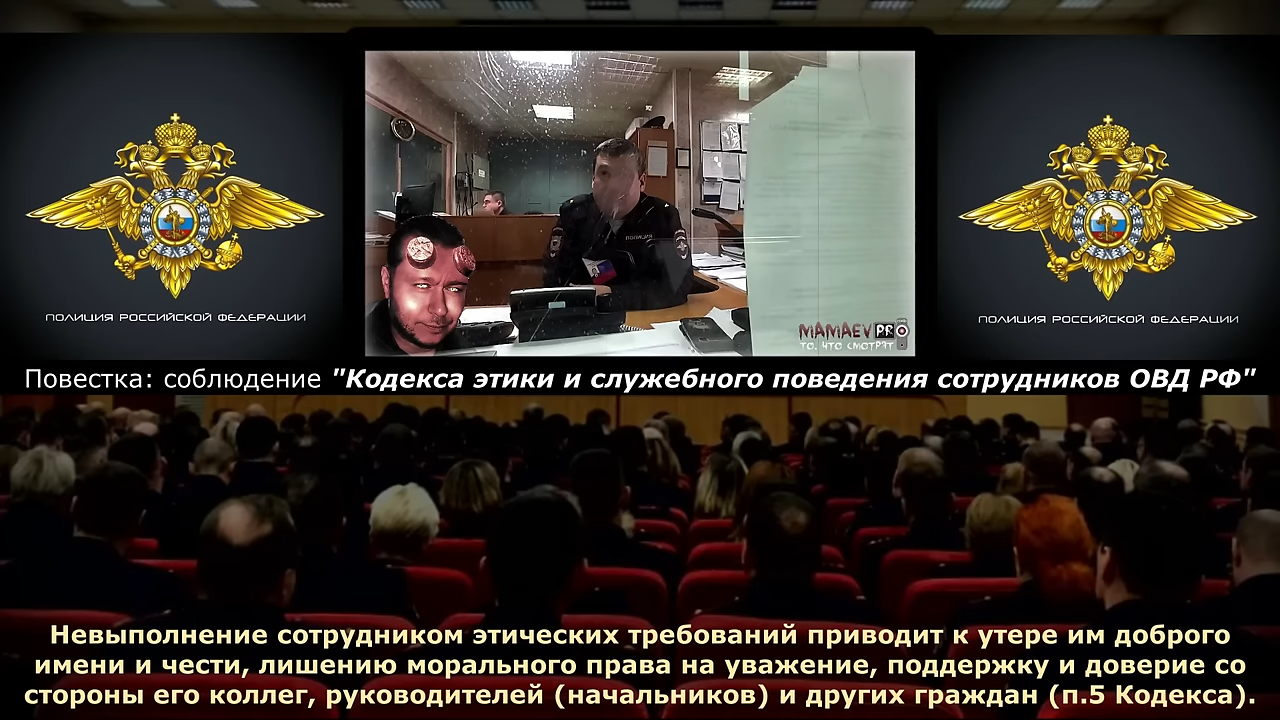 ПОЛИЦИЯ
MAMAEV PRO
ТО, ЧТО СМОТРЯТ
ПОЛИЦИЯ РОССИЙСКОЙ ФЕДЕРАЦИИ
ПОЛИЦИЯ РОССИЙСКОЙ ФЕДЕРАЦИИ
Повестка: соблюдение "Кодекса этики и служебного поведения сотрудников ОВД РФ"
Невыполнение сотрудником этических требований приводит к утере им доброго
имени и чести, лишению морального права на уважение, поддержку и доверие со
стороны его коллег, руководителей (начальников) и других граждан (п.5 Кодекса).